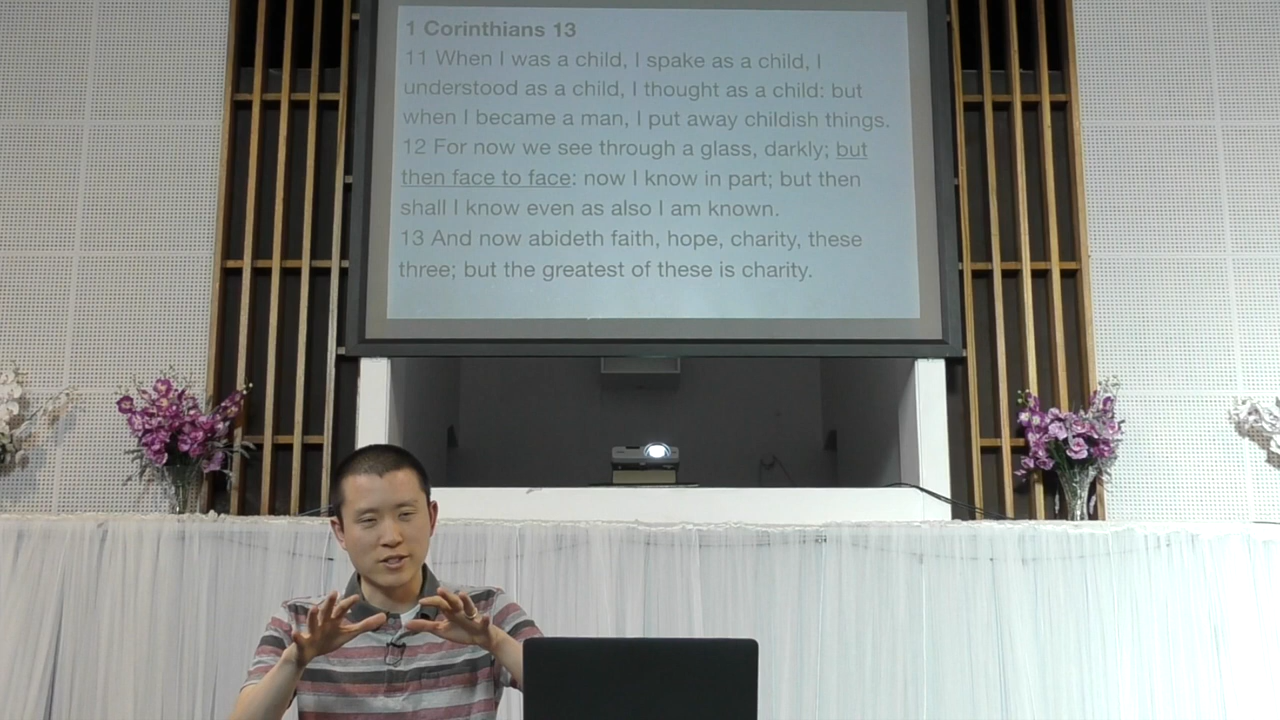 1 Corinthians 13
11 When I was a child, I spake as a child, I
understood as a child, I thought as a child: but
when I became a man, I put away childish things.
12 For now we see through a glass, darkly; but
then face to face: now I know in part; but then
shall I know even as also I am known.
13 And now abideth faith, hope, charity, these
three; but the greatest of these is charity.